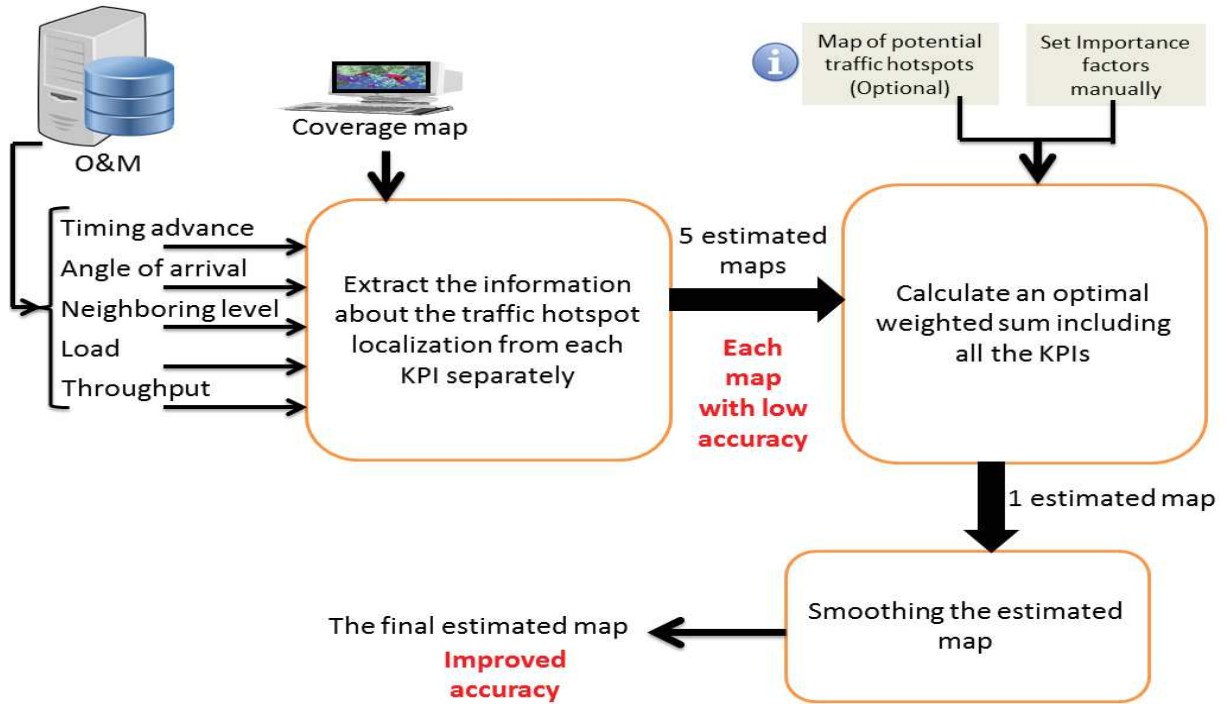 O&M
Coverage map
Map of potential
traffic hotspots
(Optional)
Set Importance
factors
manually
Timing advance
Angle of arrival
Neighboring level
Load
Throughput
Extract the information
about the traffic hotspot
localization from each
KPI separately
5 estimated
maps
Each
map
with low
accuracy
Calculate an optimal
weighted sum including
all the KPIs
1 estimated map
Smoothing the estimated
map
The final estimated map
Improved
accuracy